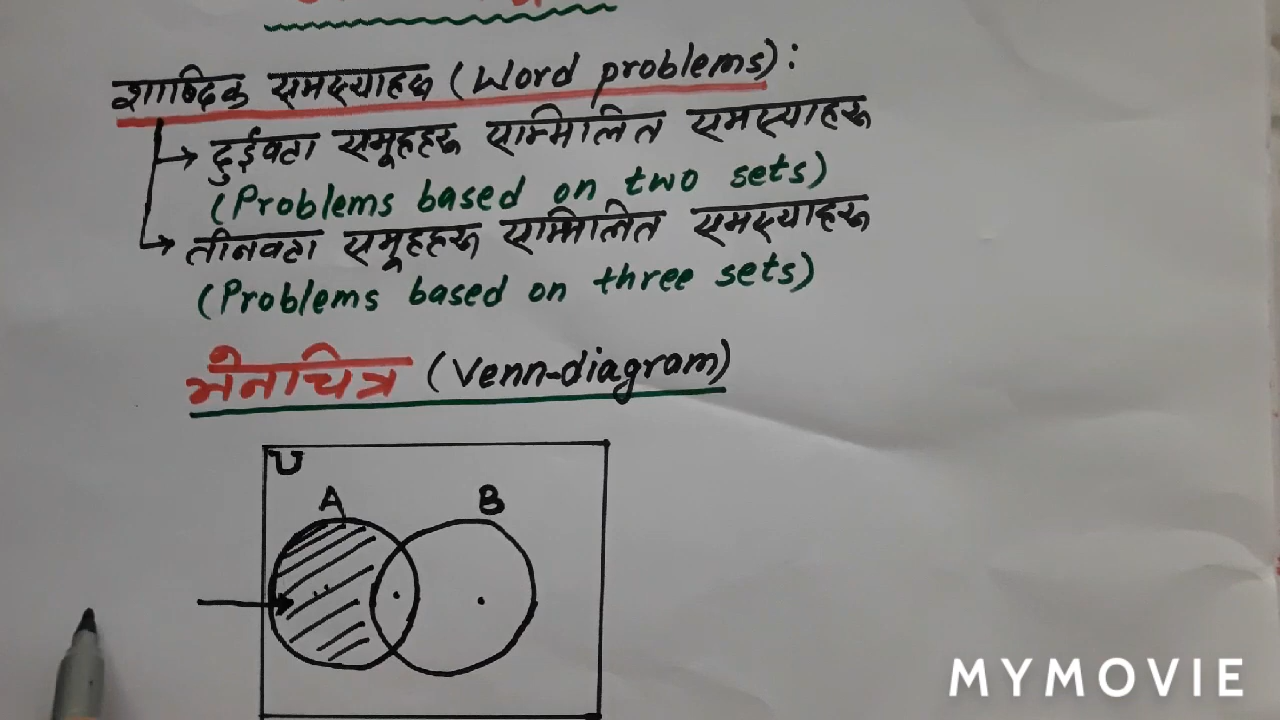 शाब्दिक समस्याहरू (Word problems):
→ दुईवटा समूहहरू सम्मिलित समस्याहरू
(Problems based on two sets)
→ तीनवटा समूहहरू सम्मिलित समस्याहरू
(Problems based on three sets)
भेनचित्र (Venn-diagram)
U
A B
MYMOVIE